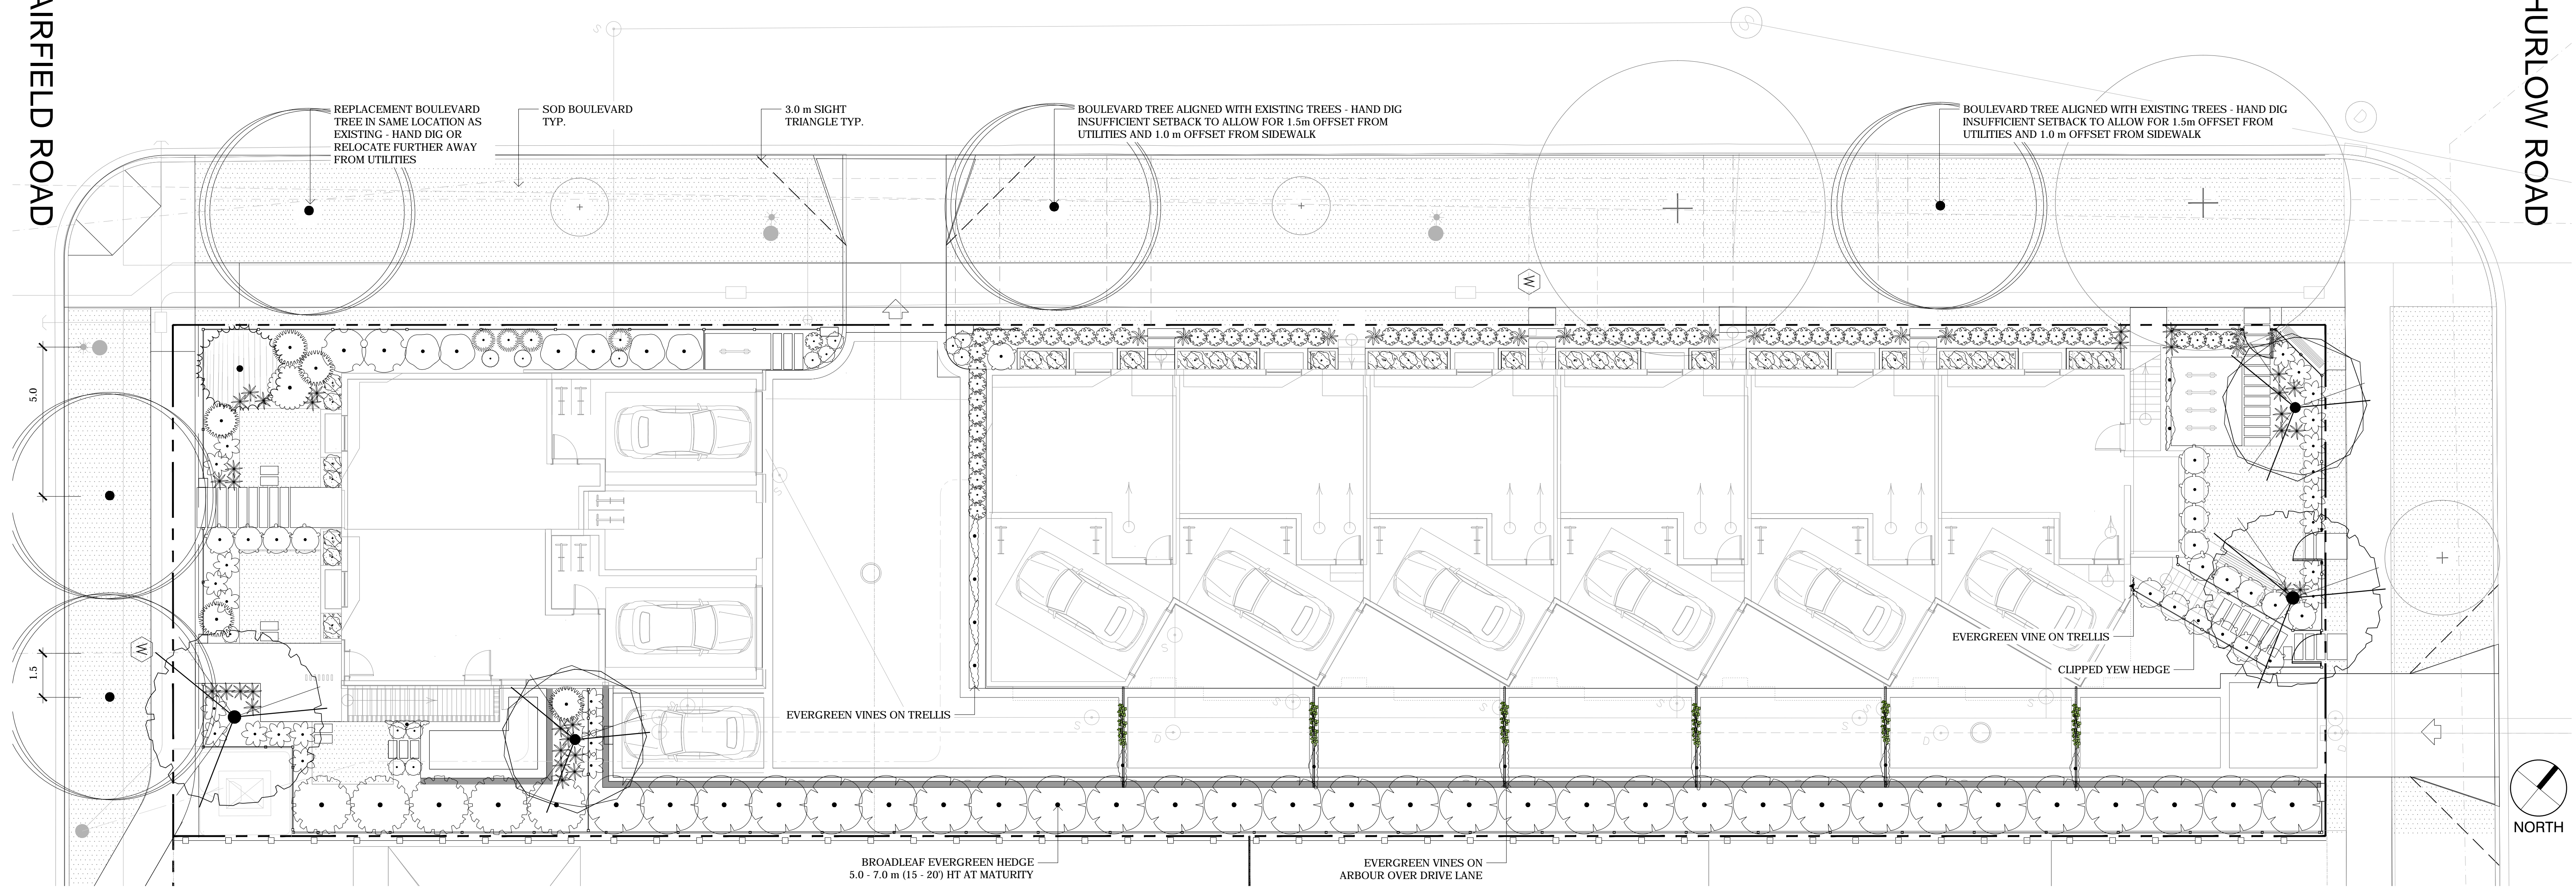 AIRFIELD ROAD
HURLOW ROAD
REPLACEMENT BOULEVARD
TREE IN SAME LOCATION AS
EXISTING - HAND DIG OR
RELOCATE FURTHER AWAY
FROM UTILITIES
SOD BOULEVARD
TYP.
3.0 m SIGHT
TRIANGLE TYP.
BOULEVARD TREE ALIGNED WITH EXISTING TREES - HAND DIG
INSUFFICIENT SETBACK TO ALLOW FOR 1.5m OFFSET FROM
UTILITIES AND 1.0 m OFFSET FROM SIDEWALK
BOULEVARD TREE ALIGNED WITH EXISTING TREES - HAND DIG
INSUFFICIENT SETBACK TO ALLOW FOR 1.5m OFFSET FROM
UTILITIES AND 1.0 m OFFSET FROM SIDEWALK
S
S
D
W
5.0
S
W
1.5
EVERGREEN VINE ON TRELLIS
CLIPPED YEW HEDGE
EVERGREEN VINES ON TRELLIS
S
S
S
D
S
S
S
S
D
S
S
D
NORTH
BROADLEAF EVERGREEN HEDGE
5.0 - 7.0 m (15 - 20') HT AT MATURITY
EVERGREEN VINES ON
ARBOUR OVER DRIVE LANE